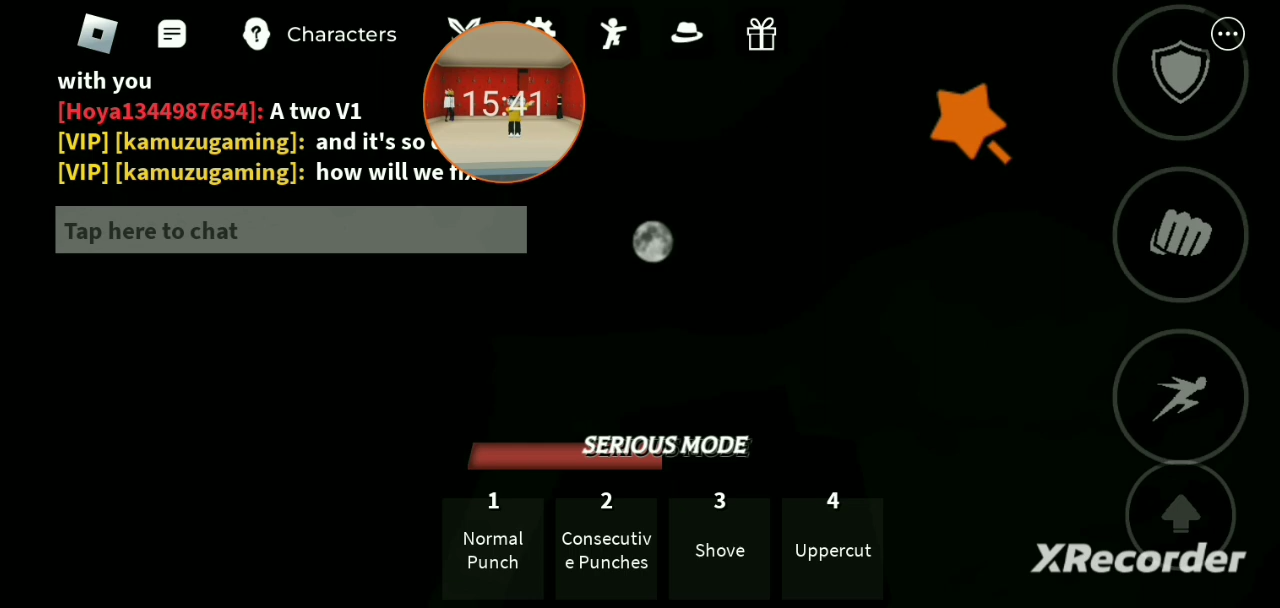 Characters
with you
[Hoya1344987654]: A two V1
[VIP] [kamuzugaming]: and it's so
[VIP] [kamuzugaming]: how will we fix
15:41
Tap here to chat
SERIOUS MODE
1
Normal
Punch
2
Consecutiv
e Punches
3
Shove
4
Uppercut
XRecorder